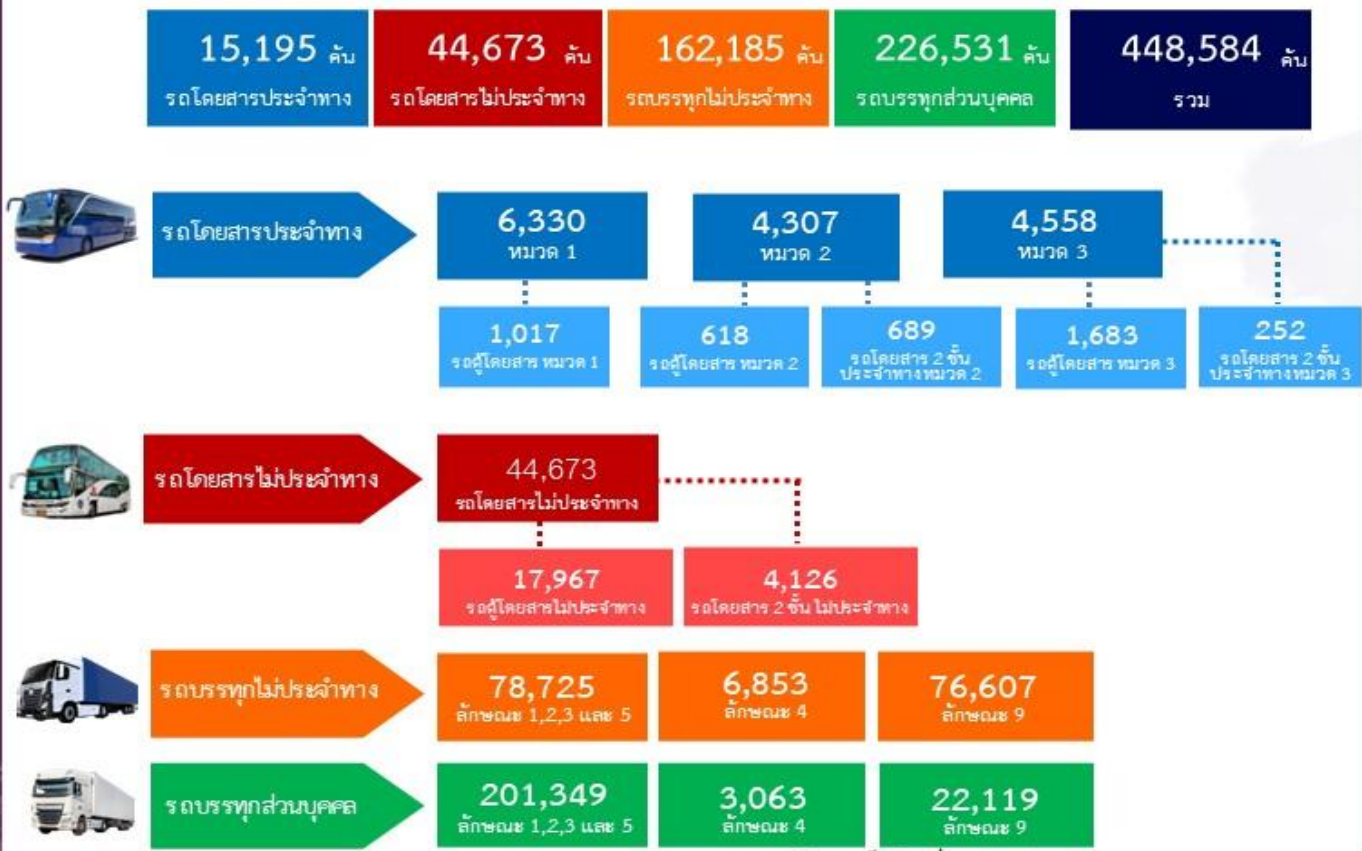 15,195 คัน
รถโดยสารประจำทาง
44,673 คัน
รถโดยสารไม่ประจำทาง
162,185 คัน
รถบรรทุกไม่ประจำทาง
226,531 คัน
รถบรรทุกส่วนบุคคล
448,584 คัน
รวม
รถโดยสารประจำทาง
6,330
หมวด 1
4,307
หมวด 2
4,558
หมวด 3
1,017
รถตู้โดยสาร หมวด 1
618
รถตู้โดยสาร หมวด 2
689
รถโดยสาร 2 ชั้น
ประจำทางหมวด 2
1,683
รถตู้โดยสาร หมวด 3
252
รถโดยสาร 2 ชั้น
ประจำทางหมวด 3
รถโดยสารไม่ประจำทาง
44,673
รถโดยสารไม่ประจำทาง
17,967
รถตู้โดยสารไม่ประจำทาง
4,126
รถโดยสาร 2 ชั้น ไม่ประจำทาง
รถบรรทุกไม่ประจำทาง
78,725
ลักษณะ 1,2,3 และ 5
6,853
ลักษณะ 4
76,607
ลักษณะ 9
รถบรรทุกส่วนบุคคล
201,349
ลักษณะ 1,2,3 และ 5
3,063
ลักษณะ 4
22,119
ลักษณะ 9